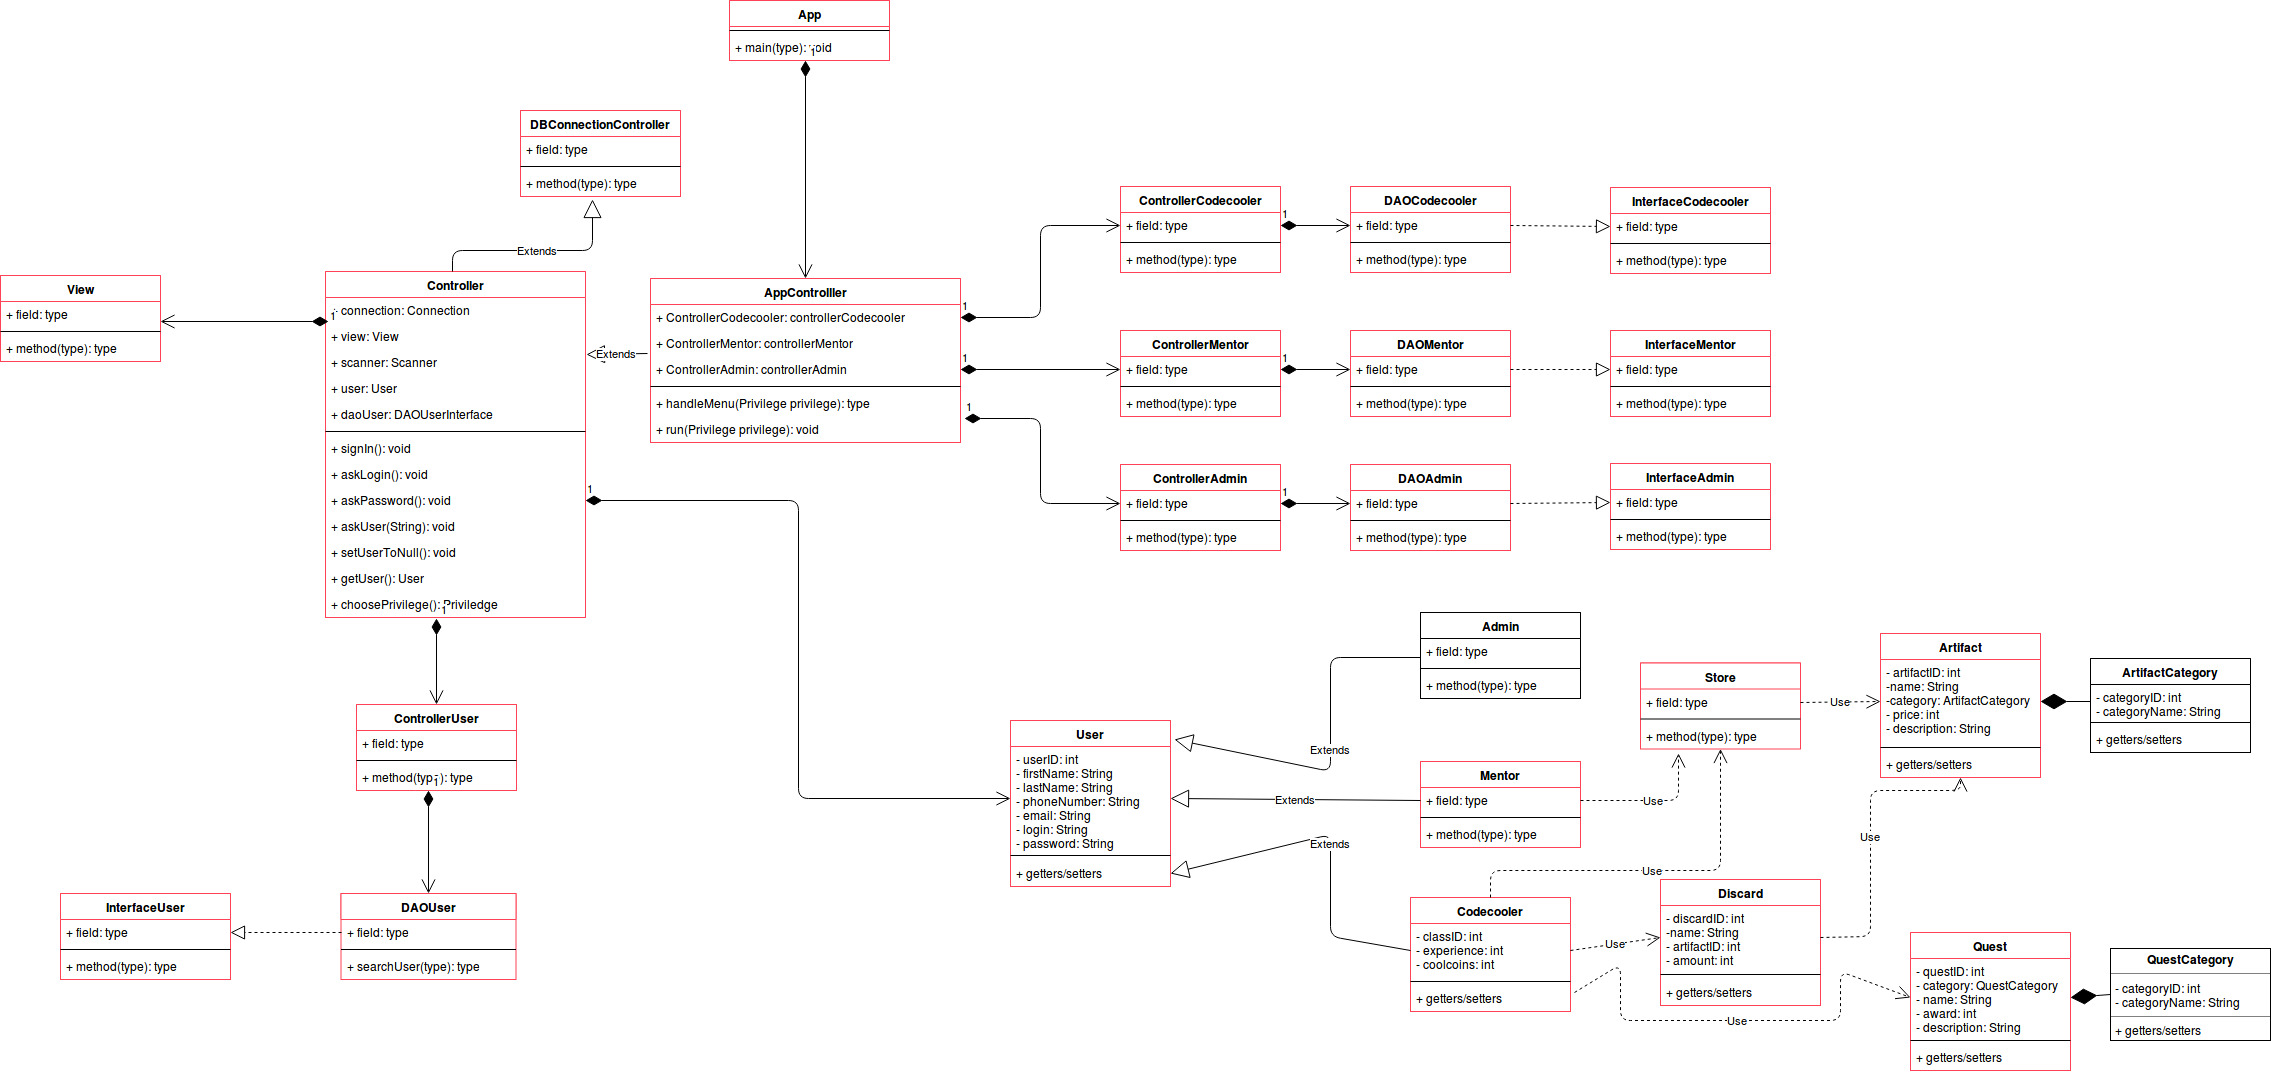 App
+ main(type): void
1
DBConnectionController
+ field: type
+ method(type): type
Extends
View
+ field: type
+ method(type): type
Controller
- connection: Connection
1
+ view: View
+ scanner: Scanner
+ user: User
+ daoUser: DAOUserInterface
+ signIn(): void
+ askLogin(): void
+ askPassword(): void
+ askUser(String): void
+ setUserToNull(): void
+ getUser(): User
+ choosePrivilege(): Priviledge
1
1
Extends
AppControlller
+ ControllerCodecooler: controllerCodecooler
+ ControllerMentor: controllerMentor
+ ControllerAdmin: controllerAdmin
+ handleMenu(Privilege privilege): type
+ run(Privilege privilege): void
1
1
1
ControllerCodecooler
+ field: type
+ method(type): type
1
DAOCodecooler
+ field: type
+ method(type): type
InterfaceCodecooler
+ field: type
+ method(type): type
ControllerMentor
+ field: type
+ method(type): type
1
DAOMentor
+ field: type
+ method(type): type
InterfaceMentor
+ field: type
+ method(type): type
ControllerAdmin
+ field: type
+ method(type): type
1
DAOAdmin
+ field: type
+ method(type): type
InterfaceAdmin
+ field: type
+ method(type): type
ControllerUser
+ field: type
+ method(type): type
1
InterfaceUser
+ field: type
+ method(type): type
DAOUser
+ field: type
+ searchUser(type): type
User
- userID: int
- firstName: String
- lastName: String
- phoneNumber: String
- email: String
- login: String
- password: String
+ getters/setters
Extends
Extends
Extends
Admin
+ field: type
+ method(type): type
Mentor
+ field: type
+ method(type): type
Use
Codecooler
- classID: int
- experience: int
- coolcoins: int
+ getters/setters
Use
Use
Use
Store
+ field: type
+ method(type): type
Use
Discard
- discardID: int
-name: String
- artifactID: int
- amount: int
+ getters/setters
Use
Artifact
- artifactID: int
-name: String
-category: ArtifactCategory
- price: int
- description: String
+ getters/setters
ArtifactCategory
- categoryID: int
- categoryName: String
+ getters/setters
Quest
- questID: int
- category: QuestCategory
- name: String
- award: int
- description: String
+ getters/setters
QuestCategory
- categoryID: int
- categoryName: String
+ getters/setters